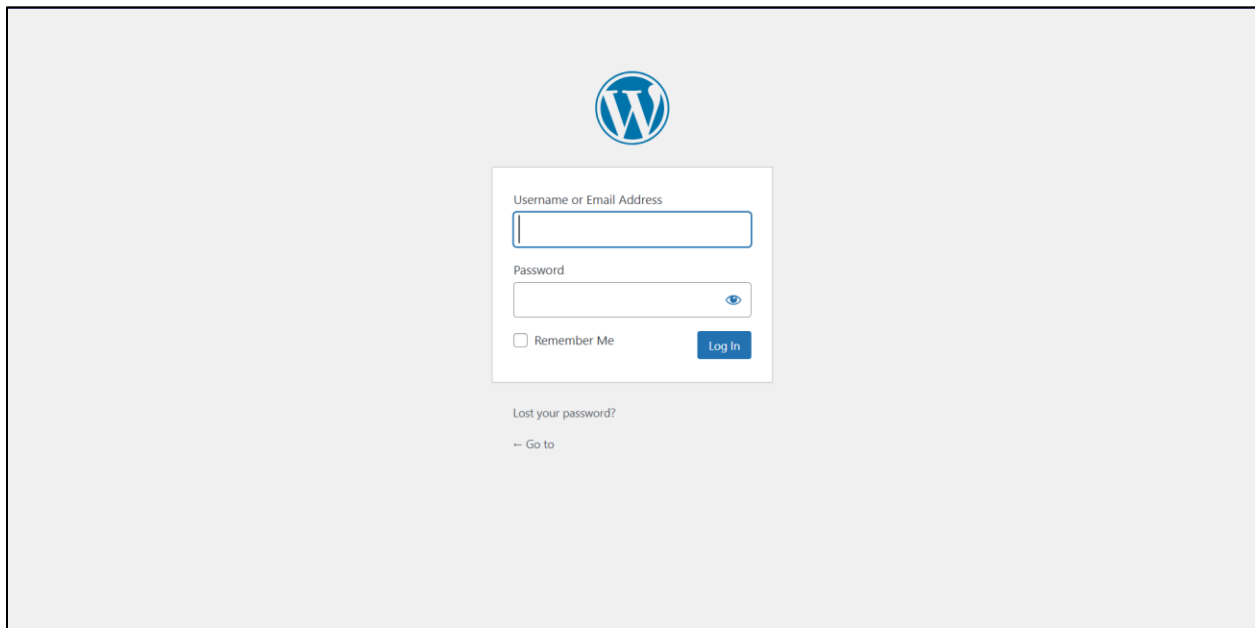 Username or Email Address
Password
Remember Me
Log In
Lost your password?
← Go to